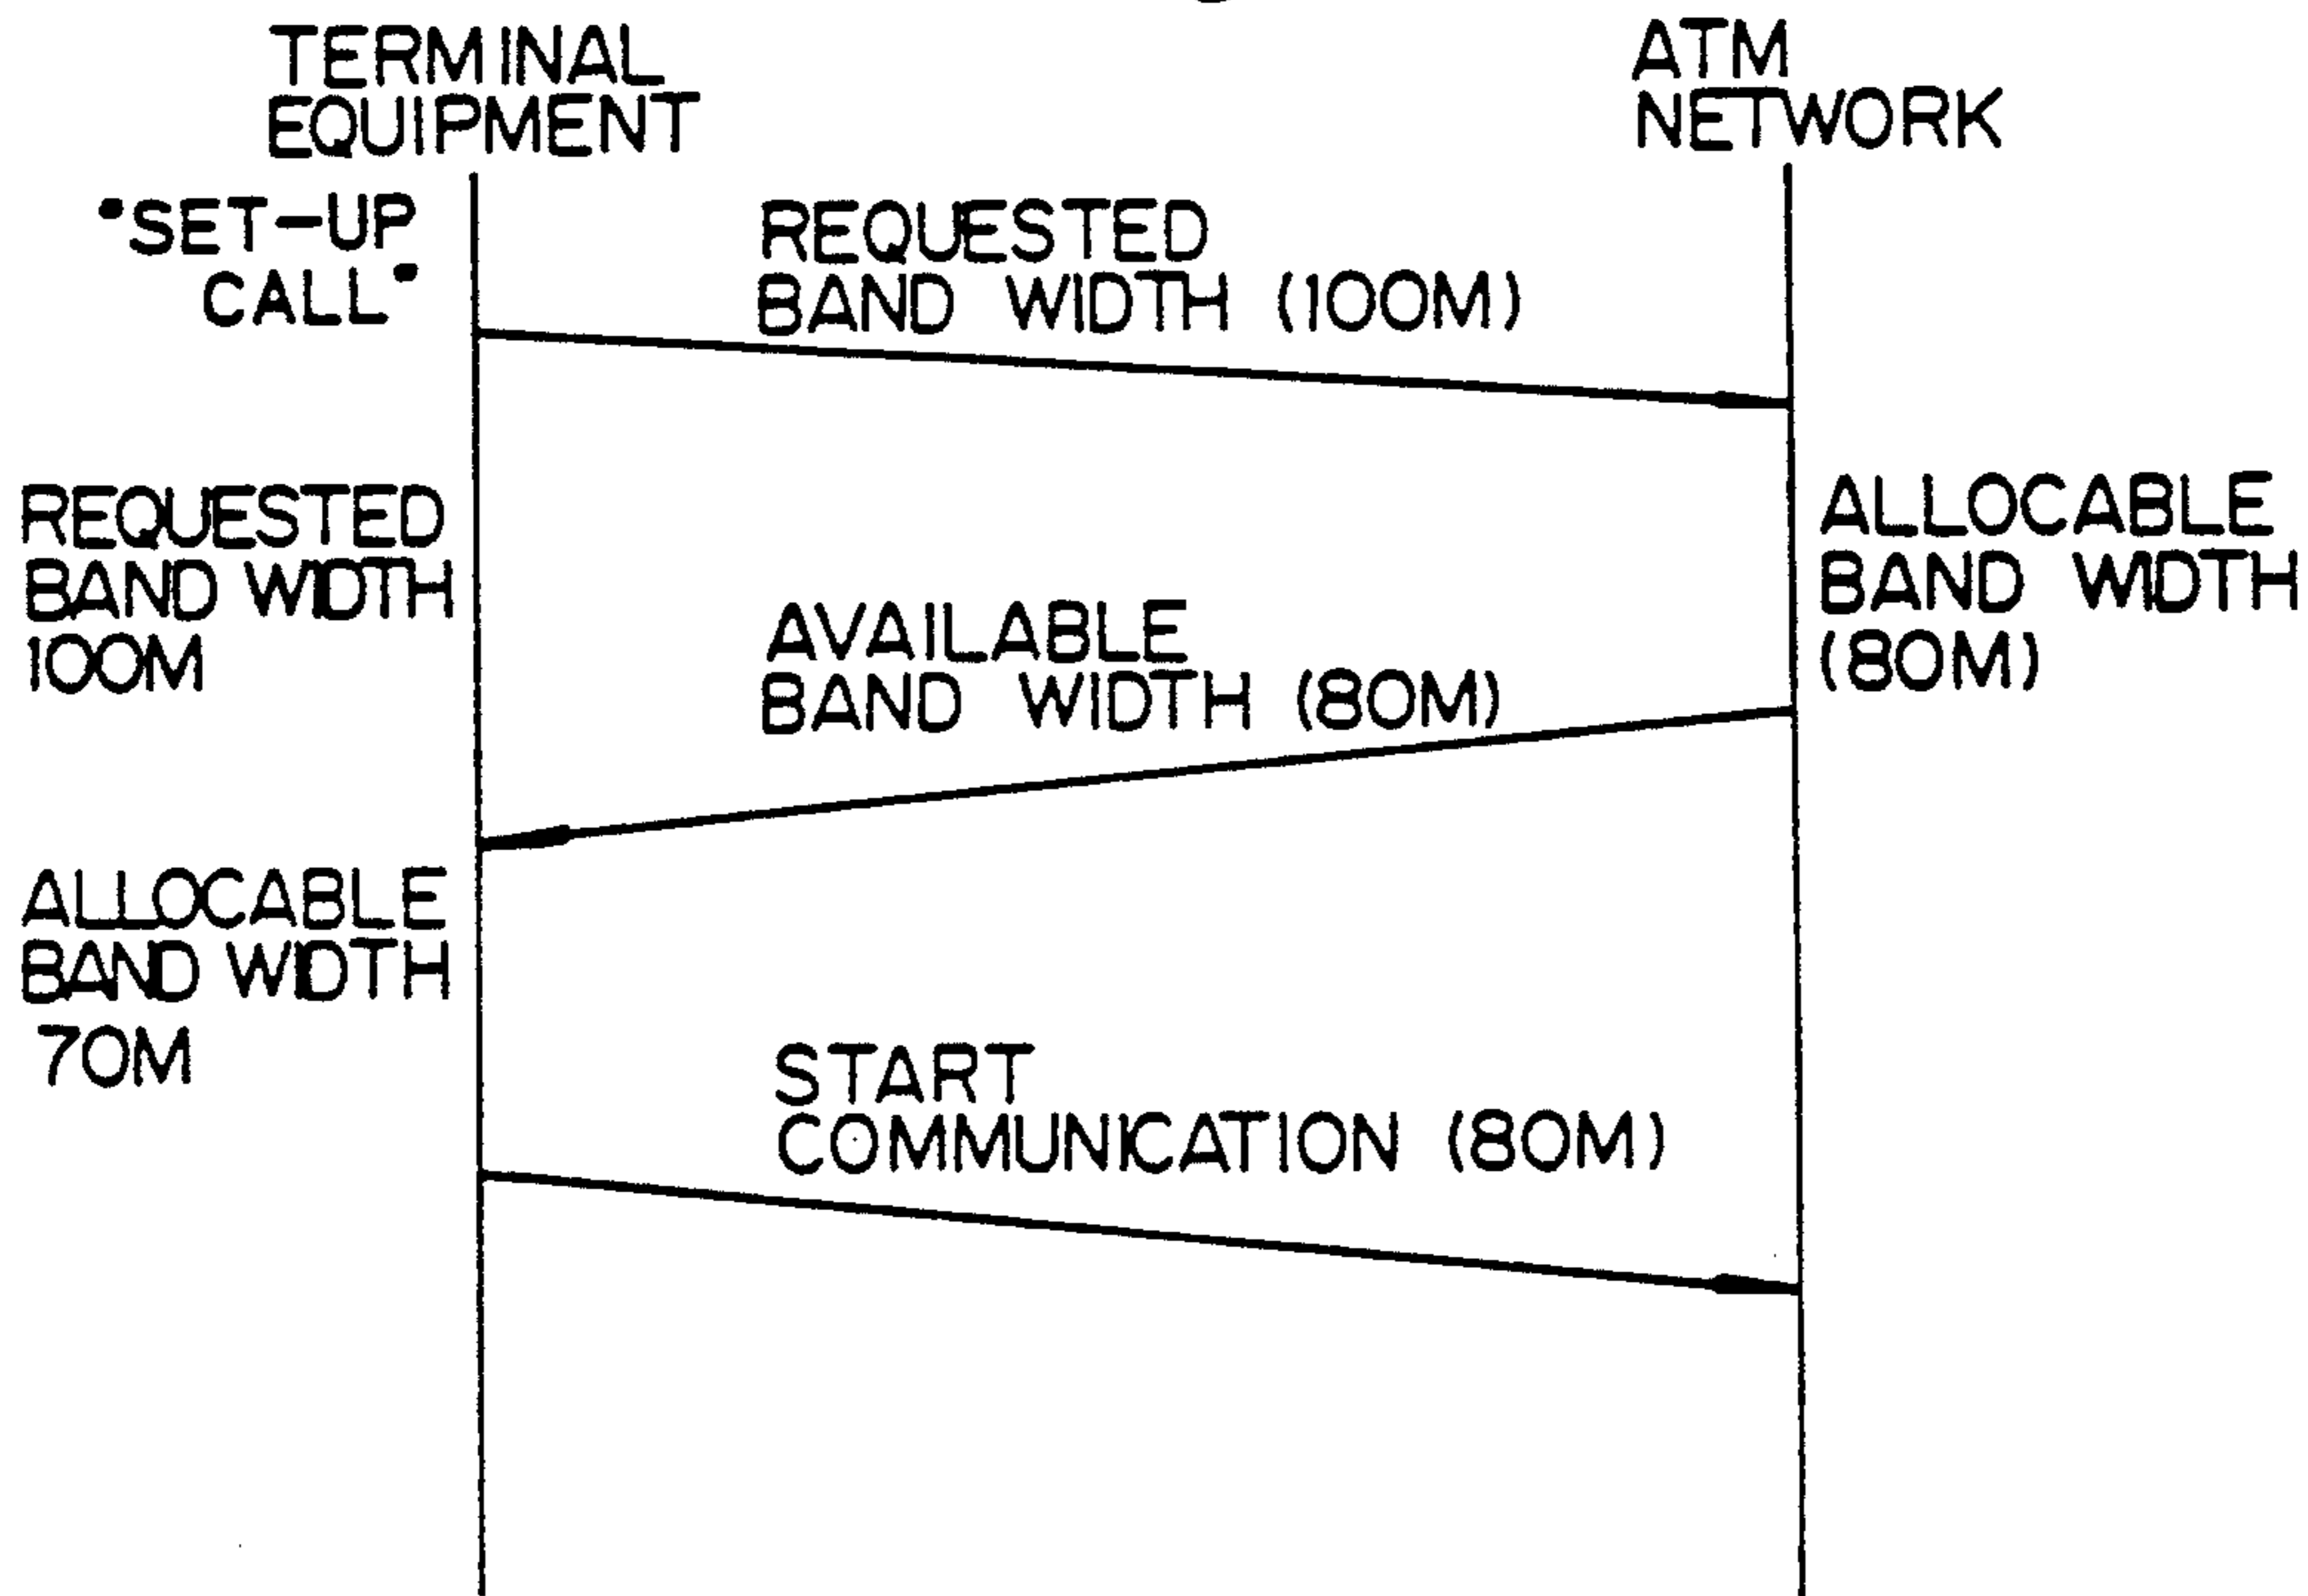 TERMINAL
EQUIPMENT
ATM
NETWORK
"SET-UP
CALL"
REQUESTED
BAND WIDTH (100M)
REQUESTED
BAND WIDTH
100M
ALLOCABLE
BAND WIDTH
(80M)
AVAILABLE
BAND WIDTH (80M)
ALLOCABLE
BAND WIDTH
70M
START
COMMUNICATION (80M)